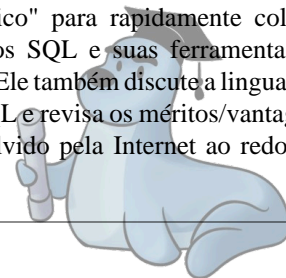 ico" para rapidamente col
os SQL e suas ferramenta
Ele também discute a lingua
L e revisa os méritos/vantag
lvido pela Internet ao redo